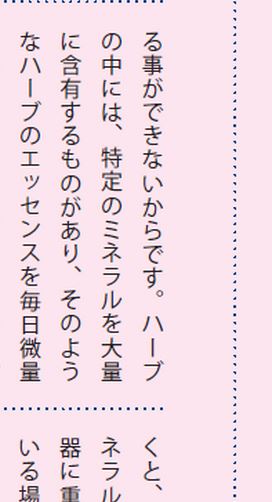 る事ができないからです。ハーブ
の中には、特定のミネラルを大量
に含有するものがあり、そのよう
なハーブのエッセンスを毎日微量
くと、
ネラル
器に重
いる場